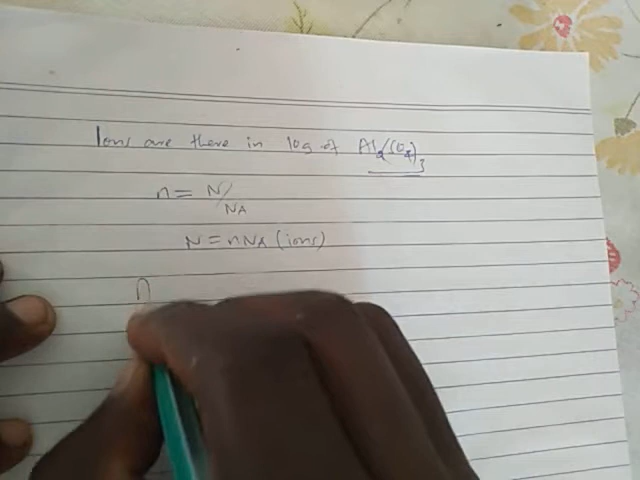 Ions are there in 10g of Al2(SO4)3
n = N/NA
N = nNA (ions)
n